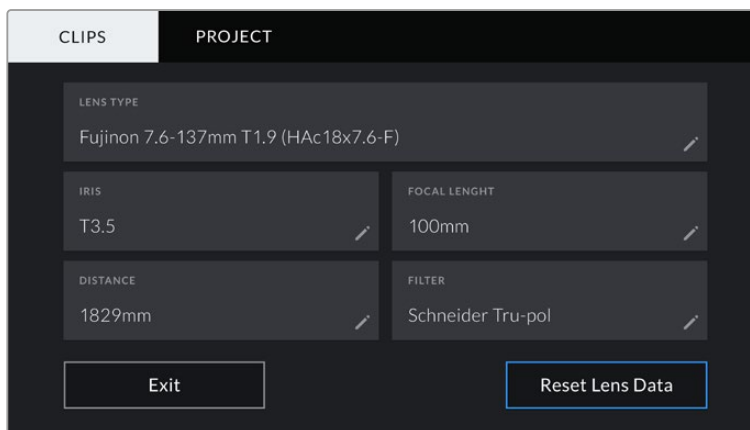 CLIPS PROJECT
LENS TYPE
Fujinon 7.6-137mm T1.9 (HAc18x7.6-F)
IRIS
T3.5
FOCAL LENGHT
100mm
DISTANCE
1829mm
FILTER
Schneider Tru-pol
Exit
Reset Lens Data